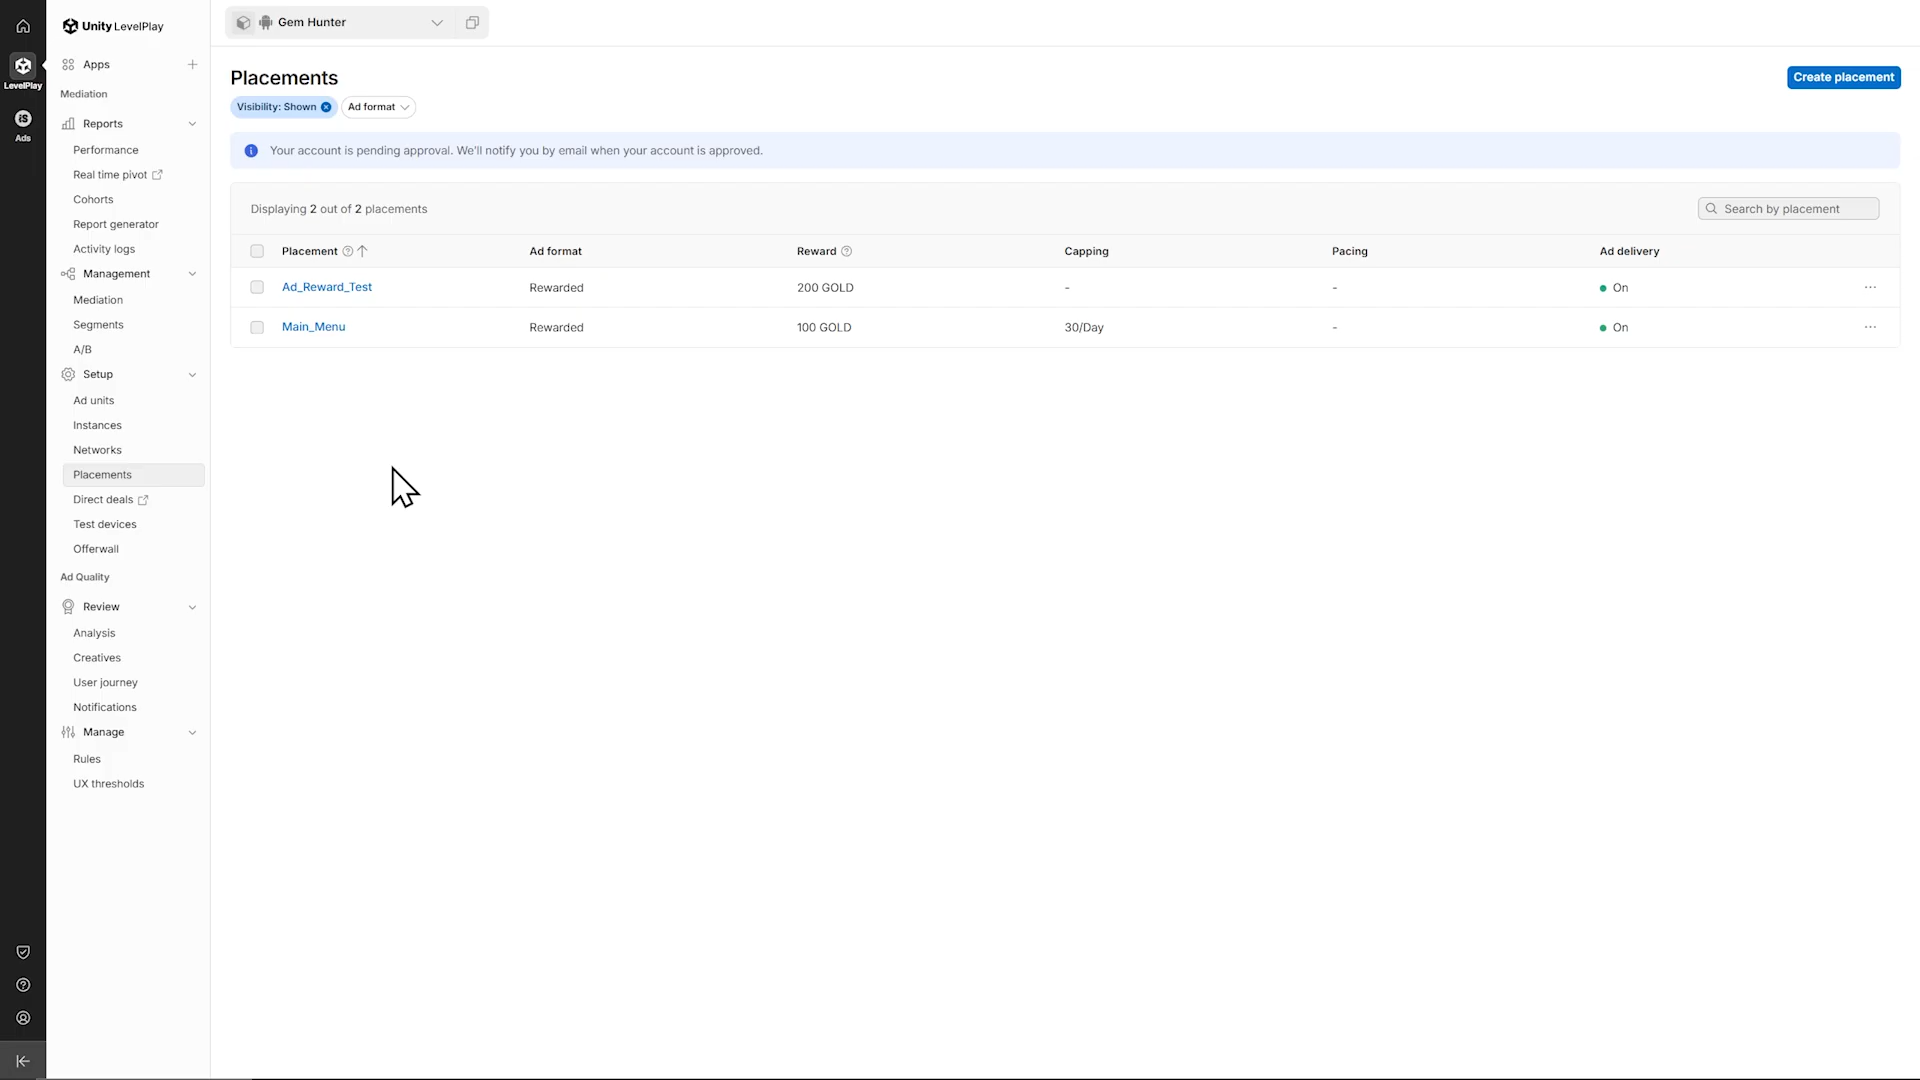 Unity LevelPlay
Gem Hunter
LevelPlay
iS
Ads
Apps
Mediation
Reports
Performance
Real time pivot
Cohorts
Report generator
Activity logs
Management
Mediation
Segments
A/B
Setup
Ad units
Instances
Networks
Placements
Direct deals
Test devices
Offerwall
Ad Quality
Review
Analysis
Creatives
User journey
Notifications
Manage
Rules
UX thresholds
Placements
Create placement
Visibility: Shown
Ad format
Your account is pending approval. We'll notify you by email when your account is approved.
Displaying 2 out of 2 placements
Search by placement
Placement Ad format Reward Capping Pacing Ad delivery
Ad_Reward_Test Rewarded 200 GOLD - - On ...
Main_Menu Rewarded 100 GOLD 30/Day - On ...